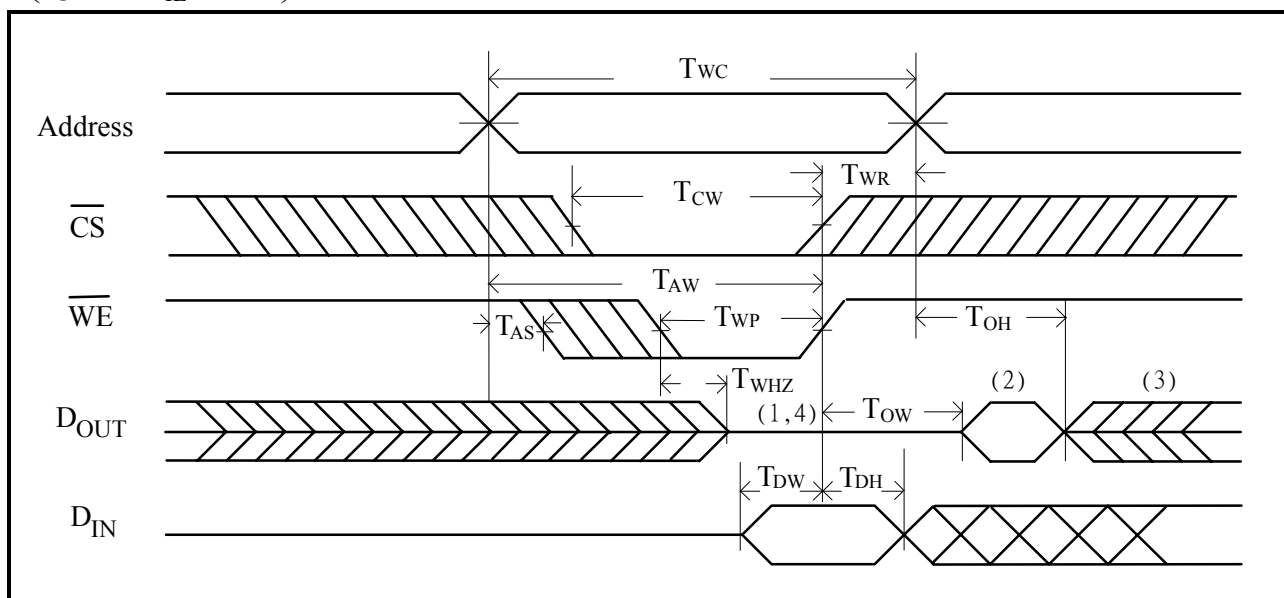 TWC
Address
TWR
TCW
CS
TAW
WE
TAS
TWP
TOH
TWHZ
(2)
(3)
(1,4)
TOW
DOUT
TDW
TDH
DIN